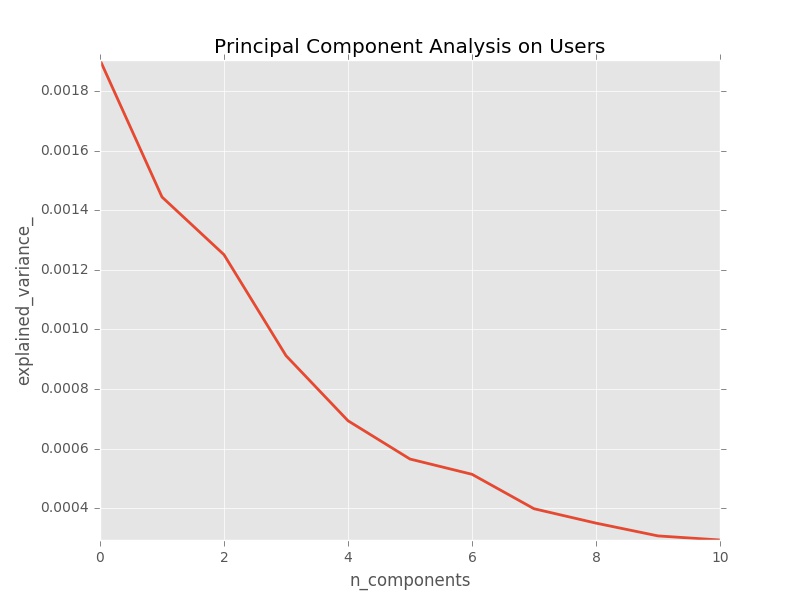 Principal Component Analysis on Users
0.0018
0.0016
0.0014
0.0012
0.0010
0.0008
0.0006
0.0004
explained_variance_
0 2 4 6 8 10
n_components